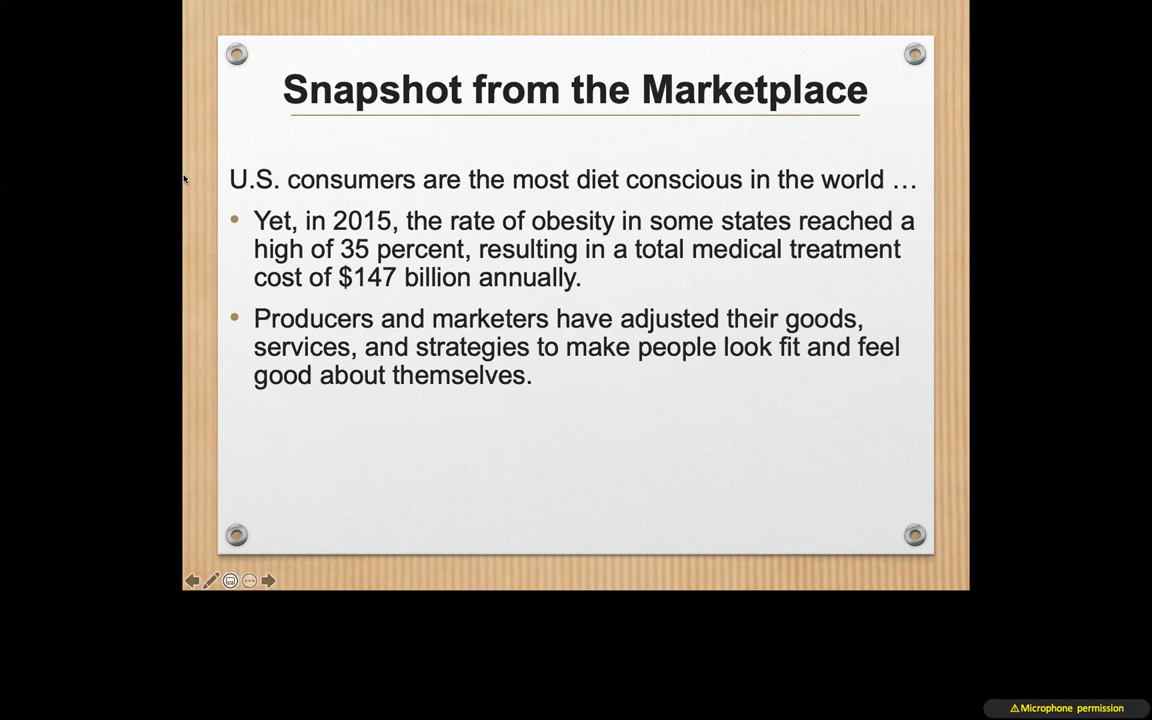 Snapshot from the Marketplace
U.S. consumers are the most diet conscious in the world …
• Yet, in 2015, the rate of obesity in some states reached a
high of 35 percent, resulting in a total medical treatment
cost of $147 billion annually.
• Producers and marketers have adjusted their goods,
services, and strategies to make people look fit and feel
good about themselves.
⚠Microphone permission